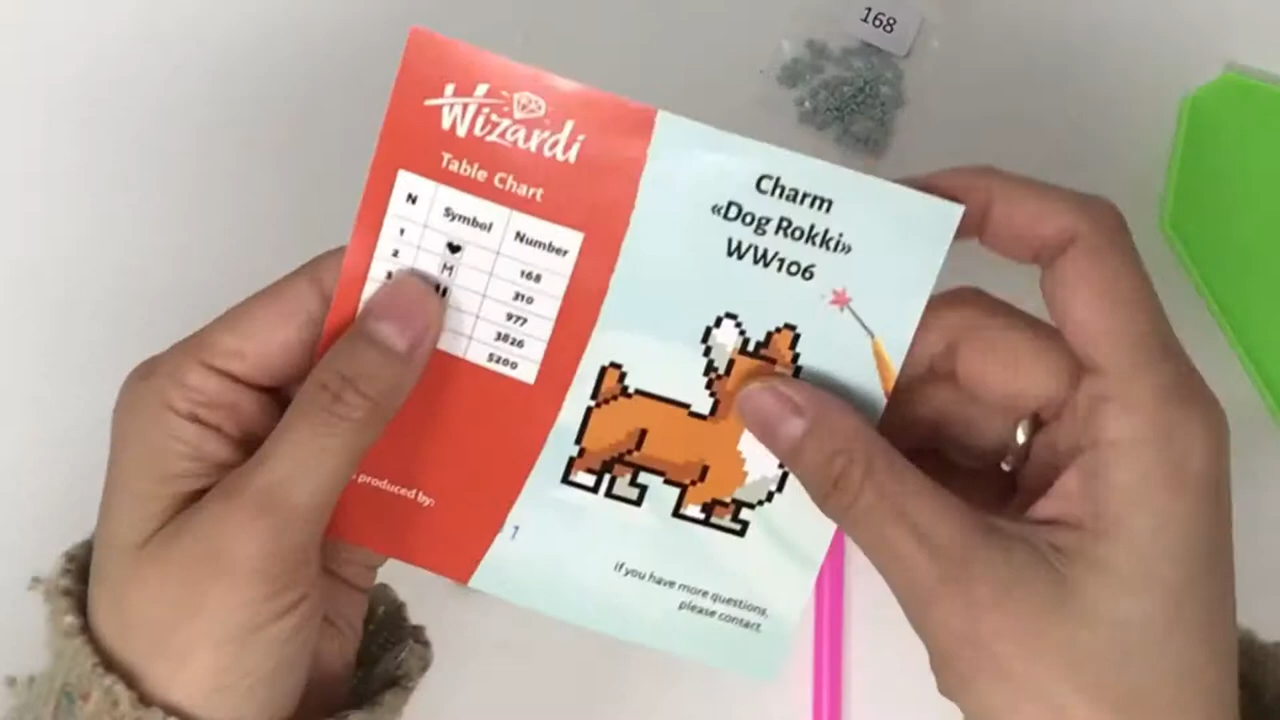 168
Wizardi
Table Chart
N Symbol Number
1 ♥ 168
2 M 310
3 977
3826
5200
produced by:
Charm
«Dog Rokki»
WW106
1
If you have more questions,
please contact